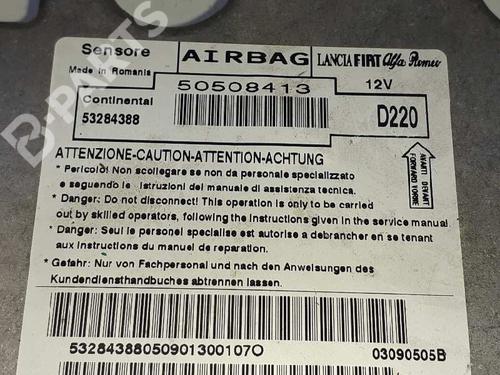 Sensore AIRBAG LANCIA FIAT Alfa Romeo
Made in Romania 50508413 12V
Continental
53284388 D220
ATTENZIONE-CAUTION-ATTENTION-ACHTUNG
AVANTI DEVANT
FORWARD VORNE
* Pericolo! Non scollegare se non da personale specializzato
e seguendo le istruzioni del manuale di assistenza tecnica.
* Danger: Do not disconnect! This operation is only to be carried
out by skilled operators, following the instructions given in the service manual
* Danger: Seul le personel specialise est autorise a debrancher en se tenant
aux instructions du manuel de reparation.
* Gefahr: Nur von Fachpersonal und nach den Anweisungen des
Kundendiensthandbuches abtrennen lassen.
53284388050901300107O 03090505B
B-PARTS